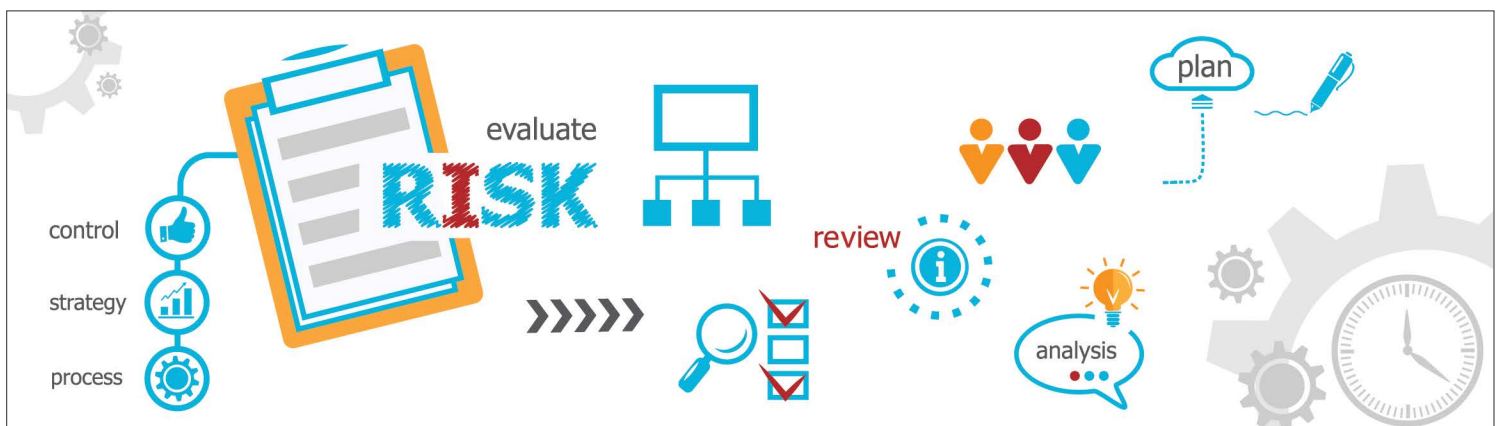 plan
evaluate
RISK
control
review
strategy
analysis
process